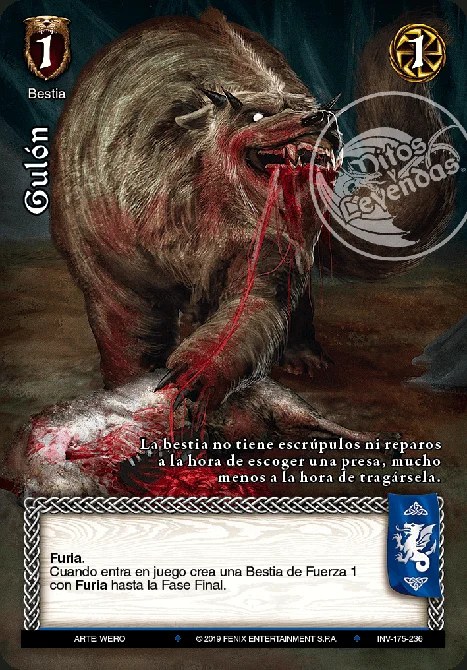 1
1
Bestia
Gulón
Mitos
y
Leyendas
La bestia no tiene escrúpulos ni reparos
a la hora de escoger una presa, mucho
menos a la hora de tragársela.
Furia.
Cuando entra en juego crea una Bestia de Fuerza 1
con Furia hasta la Fase Final.
ARTE WERO © 2019 FENIX ENTERTAINMENT S.P.A. INV-175-236